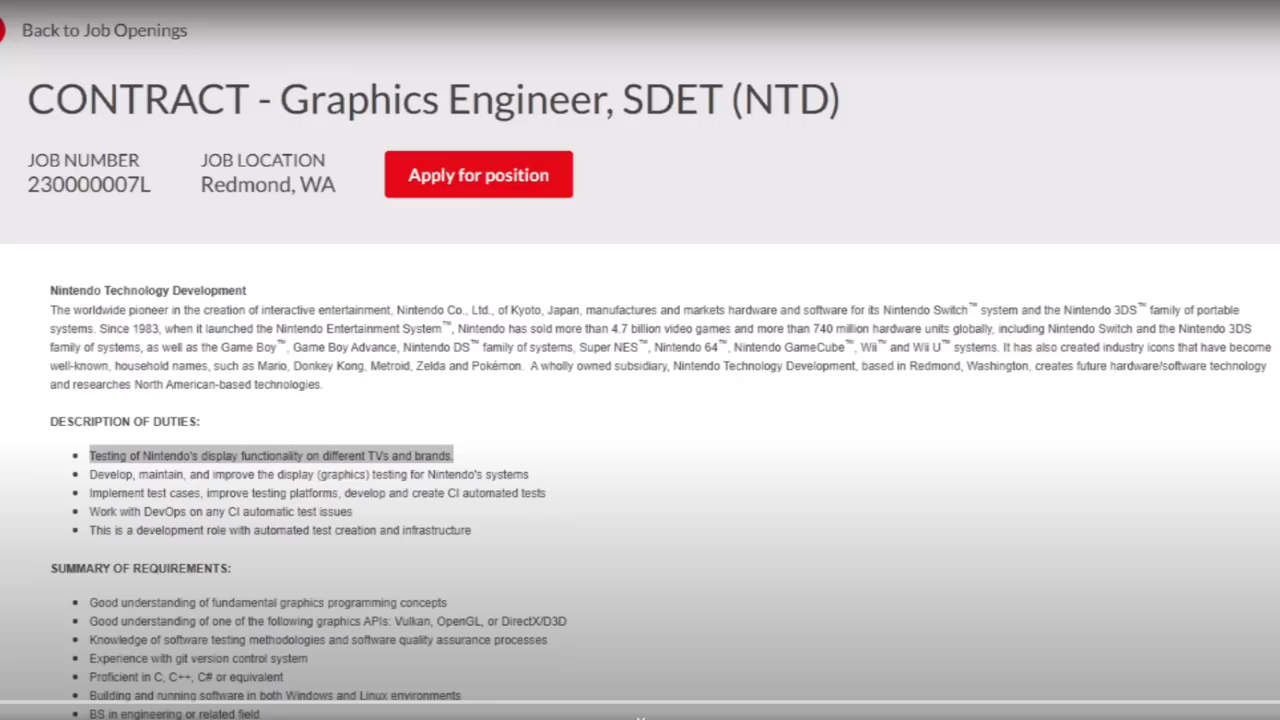 Back to Job Openings
CONTRACT - Graphics Engineer, SDET (NTD)
JOB NUMBER
230000007L
JOB LOCATION
Redmond, WA
Apply for position
Nintendo Technology Development
The worldwide pioneer in the creation of interactive entertainment, Nintendo Co., Ltd., of Kyoto, Japan, manufactures and markets hardware and software for its Nintendo Switch™ system and the Nintendo 3DS™ family of portable
systems. Since 1983, when it launched the Nintendo Entertainment System™, Nintendo has sold more than 4.7 billion video games and more than 740 million hardware units globally, including Nintendo Switch and the Nintendo 3DS
family of systems, as well as the Game Boy™, Game Boy Advance, Nintendo DS™ family of systems, Super NES™, Nintendo 64™, Nintendo GameCube™, Wii™ and Wii U™ systems. It has also created industry icons that have become
well-known, household names, such as Mario, Donkey Kong, Metroid, Zelda and Pokémon. A wholly owned subsidiary, Nintendo Technology Development, based in Redmond, Washington, creates future hardware/software technology
and researches North American-based technologies.
DESCRIPTION OF DUTIES:
• Testing of Nintendo's display functionality on different TVs and brands.
• Develop, maintain, and improve the display (graphics) testing for Nintendo's systems
• Implement test cases, improve testing platforms, develop and create CI automated tests
• Work with DevOps on any CI automatic test issues
• This is a development role with automated test creation and infrastructure
SUMMARY OF REQUIREMENTS:
• Good understanding of fundamental graphics programming concepts
• Good understanding of one of the following graphics APIs: Vulkan, OpenGL, or DirectX/D3D
• Knowledge of software testing methodologies and software quality assurance processes
• Experience with git version control system
• Proficient in C, C++, C# or equivalent
• Building and running software in both Windows and Linux environments
• BS in engineering or related field